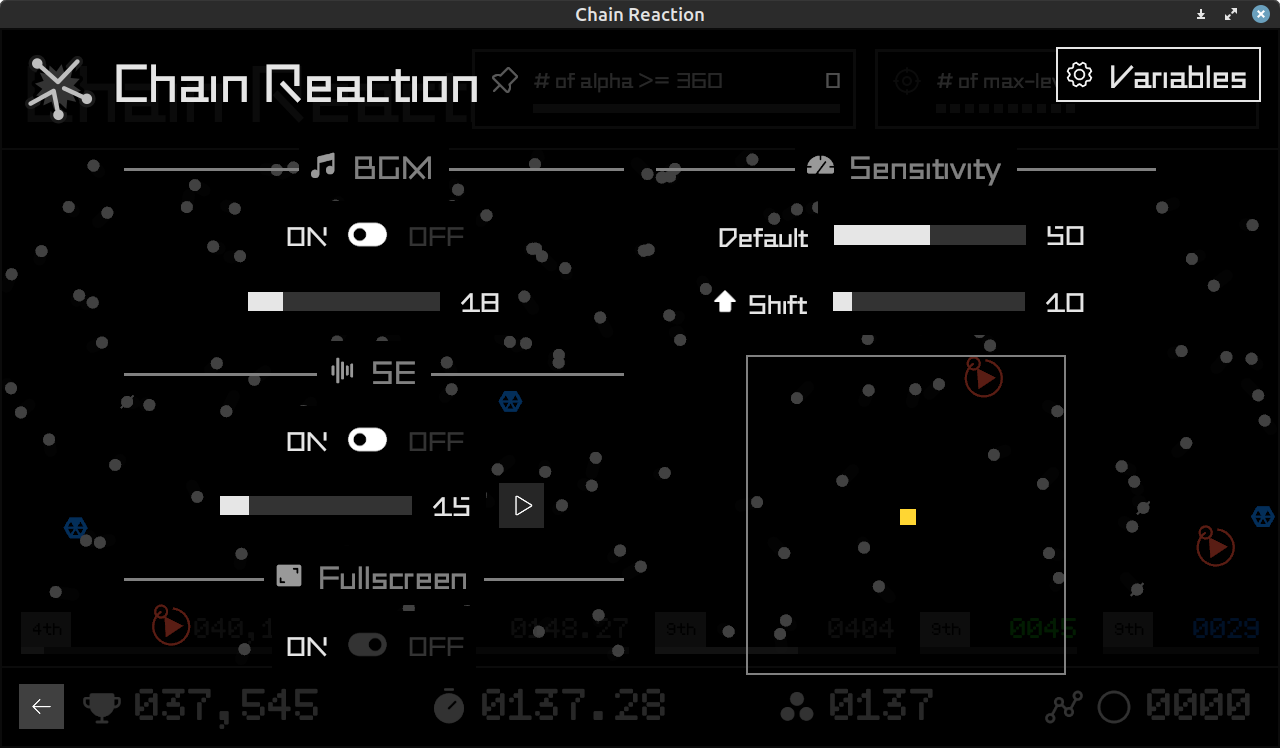 Chain Reaction
Chain Reaction
# of alpha >= 360 0
# of max-le
Variables
BGM
Sensitivity
ON OFF
Default 50
18
Shift 10
SE
ON OFF
15
Fullscreen
4th 040,1
0148.27
9th 0404
9th 0045
9th 0029
ON OFF
037,545
0137.28
0137
0000